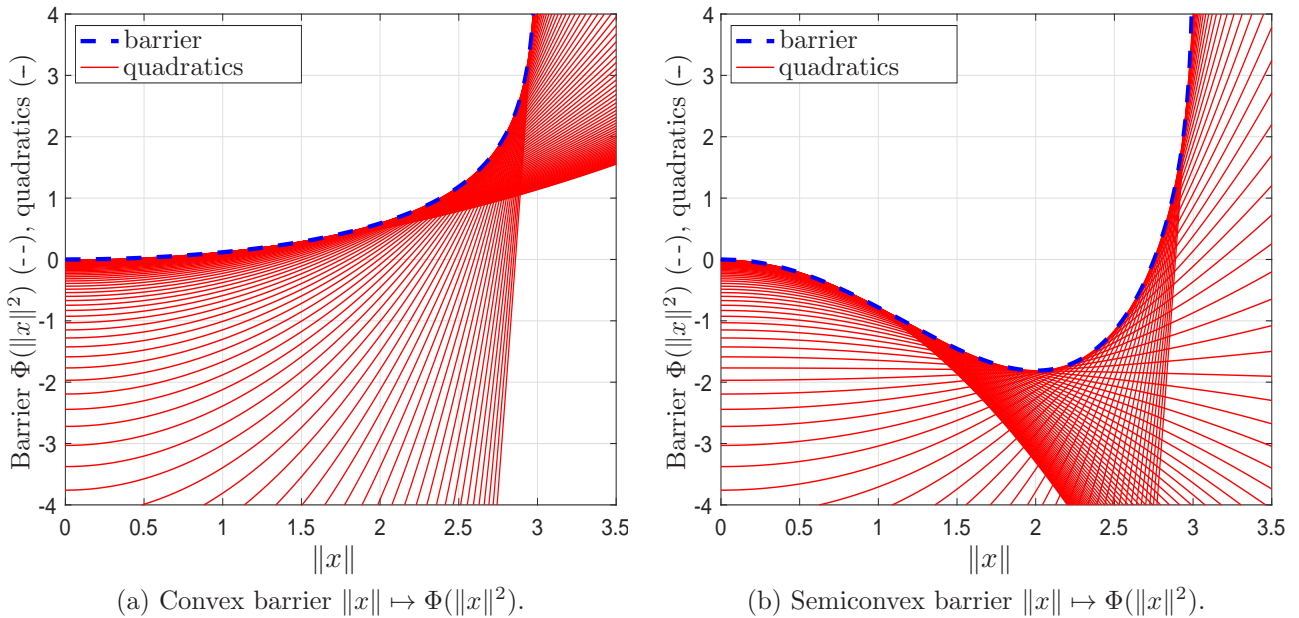 Barrier Φ(‖x‖²) (--), quadratics (-)
4
3
2
1
0
-1
-2
-3
-4
barrier
quadratics
0 0.5 1 1.5 2 2.5 3 3.5
‖x‖
(a) Convex barrier ‖x‖ ↦ Φ(‖x‖²).
Barrier Φ(‖x‖²) (--), quadratics (-)
4
3
2
1
0
-1
-2
-3
-4
barrier
quadratics
0 0.5 1 1.5 2 2.5 3 3.5
‖x‖
(b) Semiconvex barrier ‖x‖ ↦ Φ(‖x‖²).